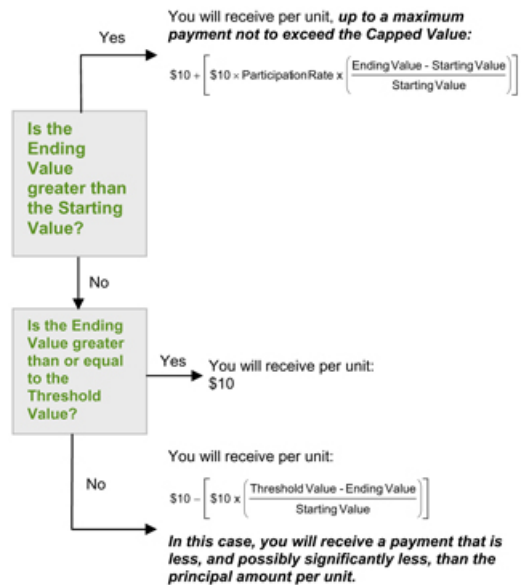 Yes
You will receive per unit, up to a maximum
payment not to exceed the Capped Value:
$10 + [ $10 × Participation Rate x ( Ending Value - Starting Value / Starting Value ) ]
Is the
Ending
Value
greater than
the Starting
Value?
No
Is the Ending
Value greater
than or equal
to the
Threshold
Value?
Yes
You will receive per unit:
$10
No
You will receive per unit:
$10 – [ $10 x ( Threshold Value - Ending Value / Starting Value ) ]
In this case, you will receive a payment that is
less, and possibly significantly less, than the
principal amount per unit.